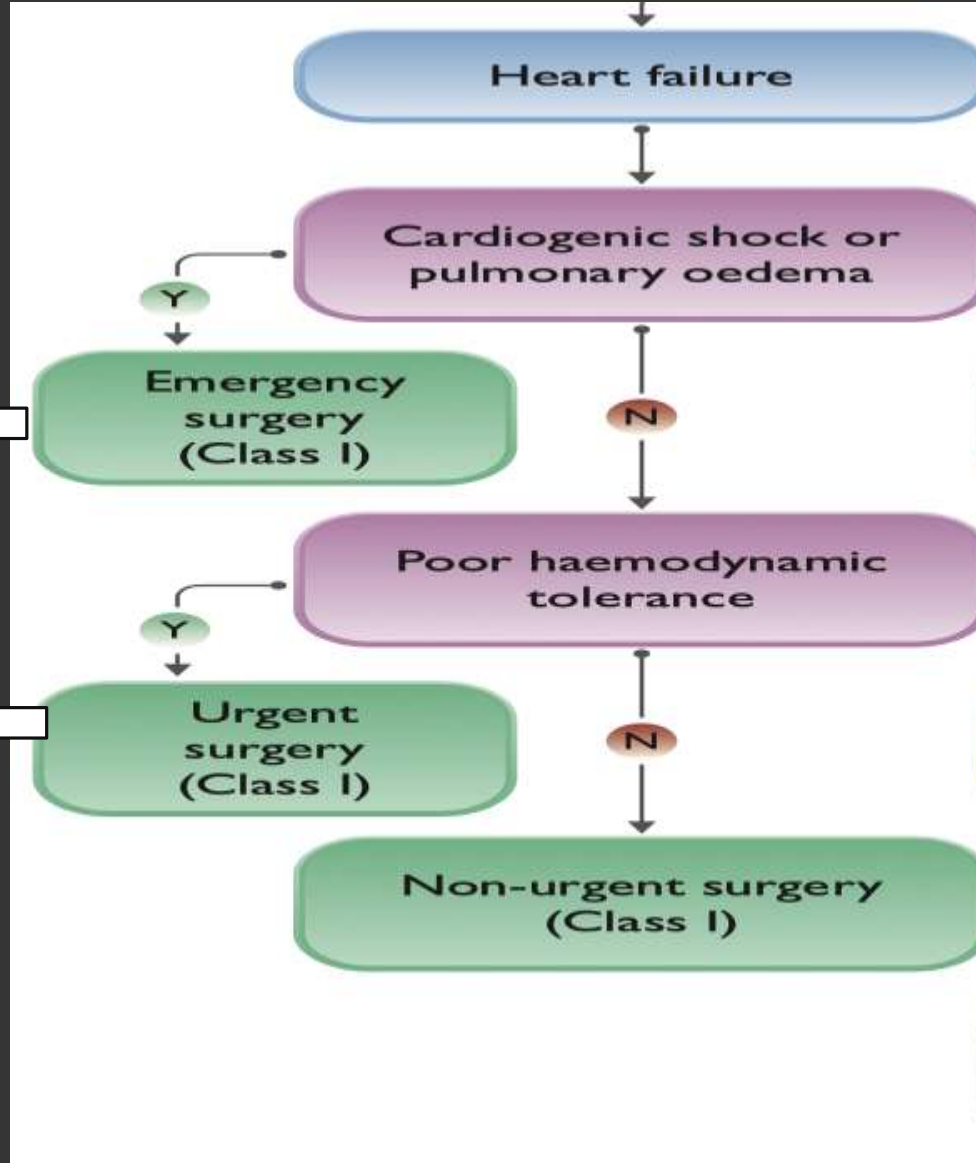 Heart failure
Cardiogenic shock or
pulmonary oedema
Y
Emergency
surgery
(Class I)
N
Poor haemodynamic
tolerance
Y
Urgent
surgery
(Class I)
N
Non-urgent surgery
(Class I)